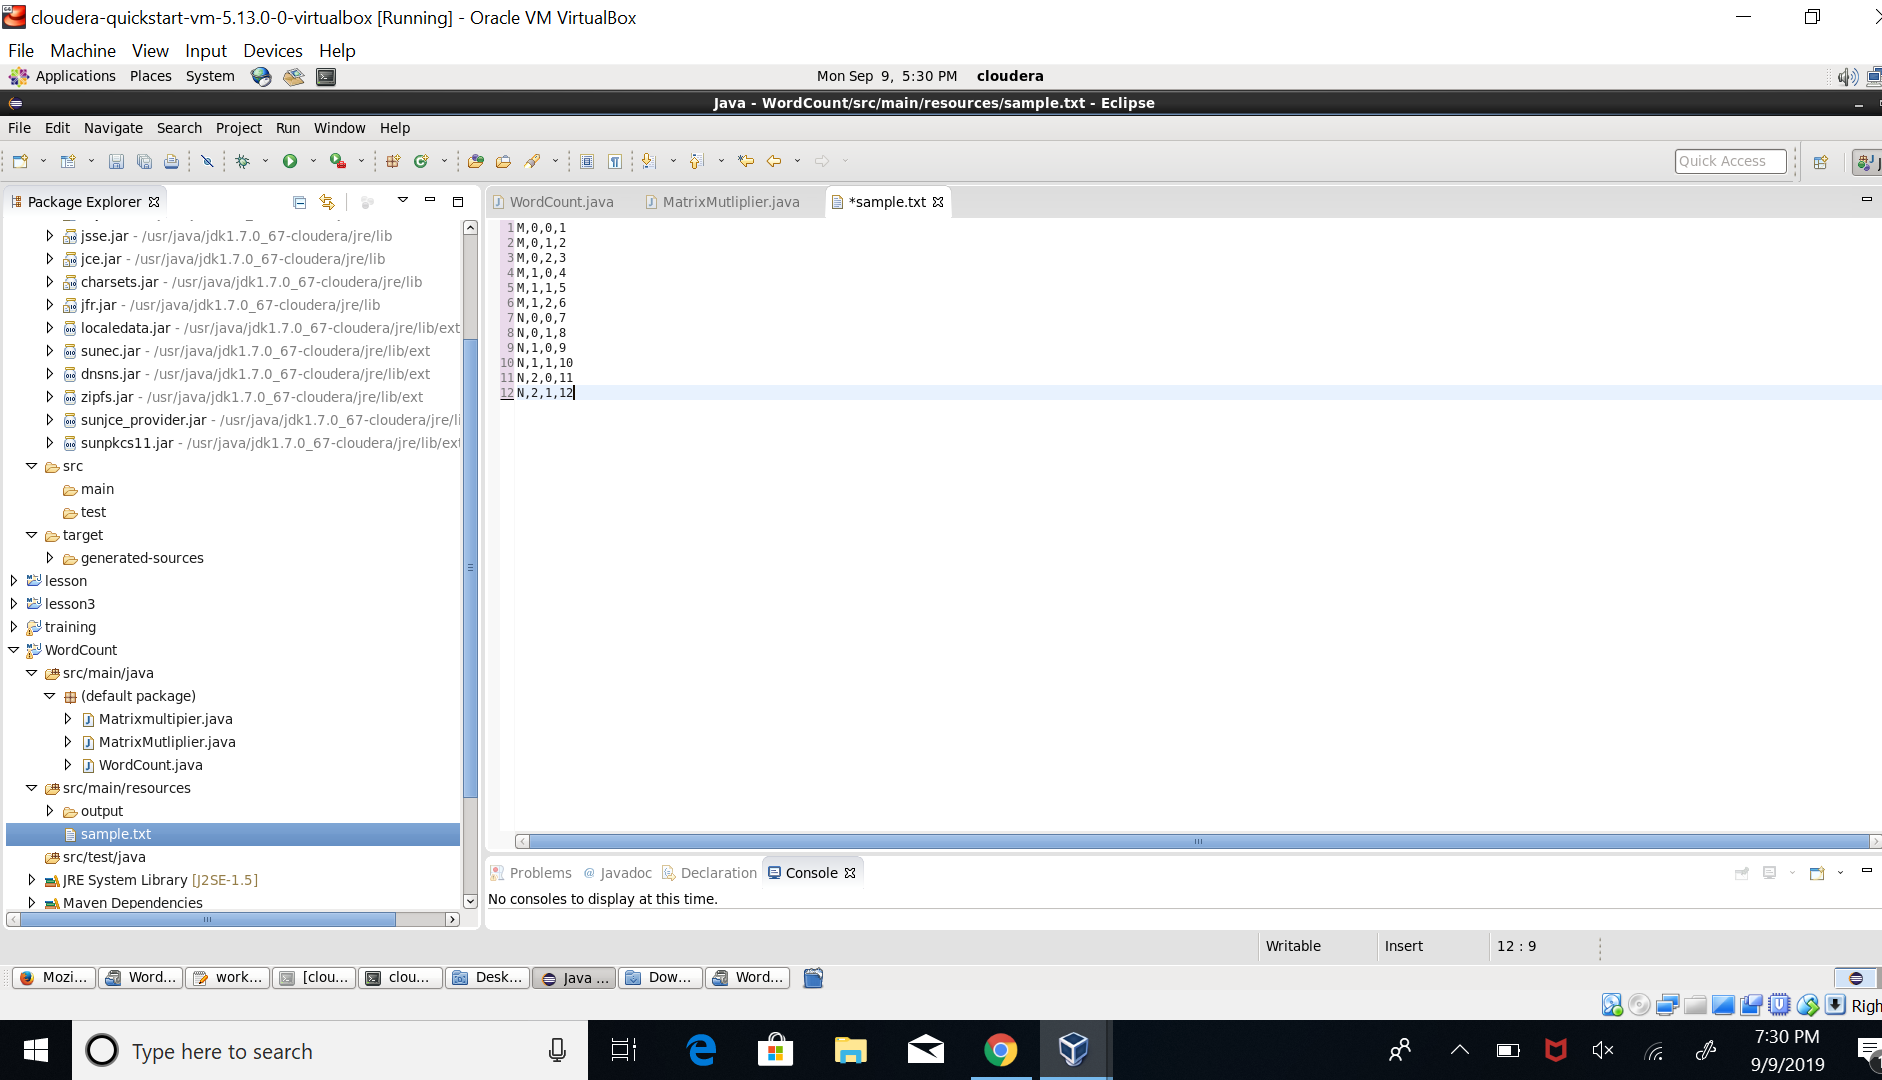 cloudera-quickstart-vm-5.13.0-0-virtualbox [Running] - Oracle VM VirtualBox
File Machine View Input Devices Help
Applications Places System Mon Sep 9, 5:30 PM cloudera
Java - WordCount/src/main/resources/sample.txt - Eclipse
File Edit Navigate Search Project Run Window Help
Quick Access
Package Explorer
jsse.jar - /usr/java/jdk1.7.0_67-cloudera/jre/lib
jce.jar - /usr/java/jdk1.7.0_67-cloudera/jre/lib
charsets.jar - /usr/java/jdk1.7.0_67-cloudera/jre/lib
jfr.jar - /usr/java/jdk1.7.0_67-cloudera/jre/lib
localedata.jar - /usr/java/jdk1.7.0_67-cloudera/jre/lib/ext
sunec.jar - /usr/java/jdk1.7.0_67-cloudera/jre/lib/ext
dnsns.jar - /usr/java/jdk1.7.0_67-cloudera/jre/lib/ext
zipfs.jar - /usr/java/jdk1.7.0_67-cloudera/jre/lib/ext
sunjce_provider.jar - /usr/java/jdk1.7.0_67-cloudera/jre/li
sunpkcs11.jar - /usr/java/jdk1.7.0_67-cloudera/jre/lib/ext
src
main
test
target
generated-sources
lesson
lesson3
training
WordCount
src/main/java
(default package)
Matrixmultipier.java
MatrixMutliplier.java
WordCount.java
src/main/resources
output
sample.txt
src/test/java
JRE System Library [J2SE-1.5]
Maven Dependencies
WordCount.java MatrixMutliplier.java *sample.txt
1 M,0,0,1
2 M,0,1,2
3 M,0,2,3
4 M,1,0,4
5 M,1,1,5
6 M,1,2,6
7 N,0,0,7
8 N,0,1,8
9 N,1,0,9
10 N,1,1,10
11 N,2,0,11
12 N,2,1,12
Problems @ Javadoc Declaration Console
No consoles to display at this time.
Writable Insert 12 : 9
Mozi... Word... work... [clou... clou... Desk... Java ... Dow... Word...
Righ
Type here to search
7:30 PM
9/9/2019